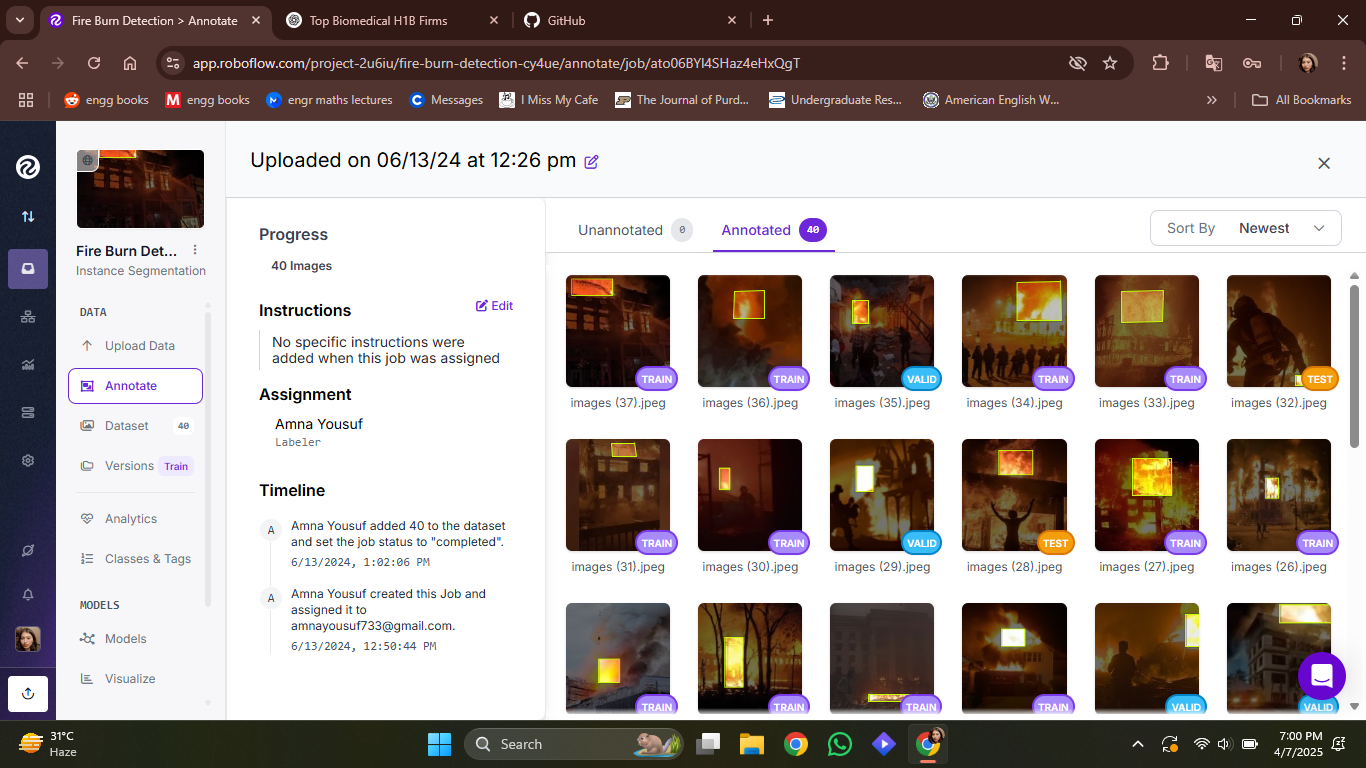 Fire Burn Detection > Annotate
Top Biomedical H1B Firms
GitHub
app.roboflow.com/project-2u6iu/fire-burn-detection-cy4ue/annotate/job/ato06BYI4SHaz4eHxQgT
engg books
engg books
engr maths lectures
Messages
I Miss My Cafe
The Journal of Purd...
Undergraduate Res...
American English W...
»
All Bookmarks
Uploaded on 06/13/24 at 12:26 pm
Fire Burn Det...
Instance Segmentation
DATA
Upload Data
Annotate
Dataset 40
Versions Train
Analytics
Classes & Tags
MODELS
Models
Visualize
Progress
40 Images
Instructions
Edit
No specific instructions were
added when this job was assigned
Assignment
Amna Yousuf
Labeler
Timeline
A
Amna Yousuf added 40 to the dataset
and set the job status to "completed".
6/13/2024, 1:02:06 PM
A
Amna Yousuf created this Job and
assigned it to
amnayousuf733@gmail.com.
6/13/2024, 12:50:44 PM
Unannotated 0
Annotated 40
Sort By Newest
TRAIN
TRAIN
VALID
TRAIN
TRAIN
TEST
images (37).jpeg
images (36).jpeg
images (35).jpeg
images (34).jpeg
images (33).jpeg
images (32).jpeg
TRAIN
TRAIN
VALID
TEST
TRAIN
TRAIN
images (31).jpeg
images (30).jpeg
images (29).jpeg
images (28).jpeg
images (27).jpeg
images (26).jpeg
TRAIN
TRAIN
TRAIN
TRAIN
VALID
VALID
31°C
Haze
Search
7:00 PM
4/7/2025